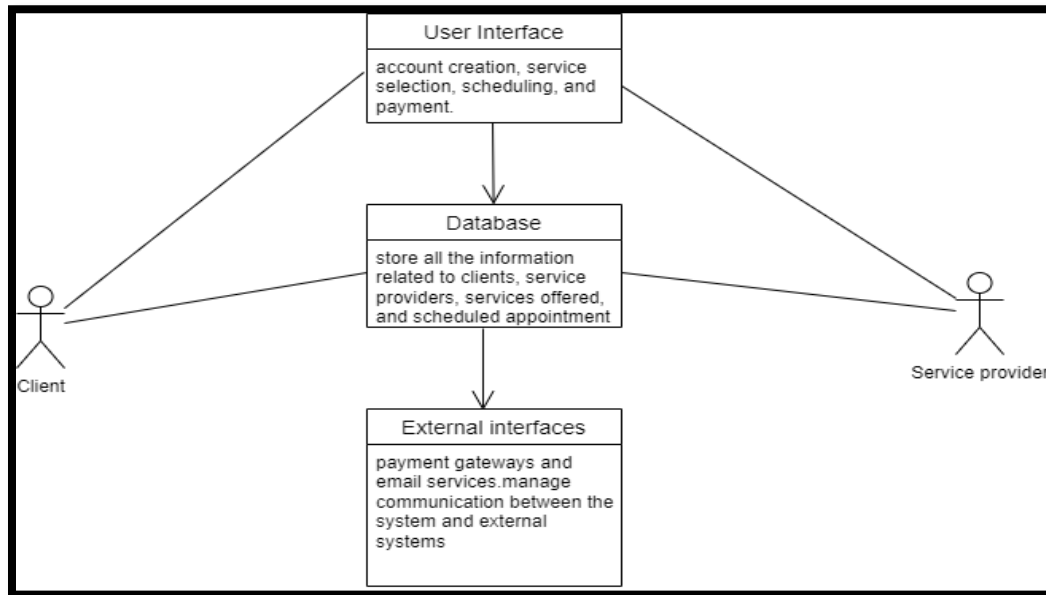 User Interface
account creation, service
selection, scheduling, and
payment.
Database
store all the information
related to clients, service
providers, services offered,
and scheduled appointment
Client
Service provider
External interfaces
payment gateways and
email services.manage
communication between the
system and external
systems